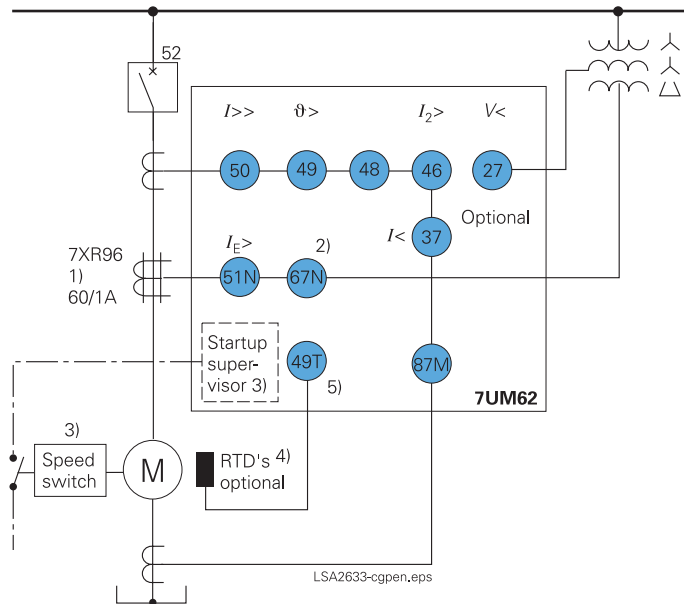 52
I>> ϑ> I₂> V<
50 49 48 46 27
Optional
I< 37
7XR96
1)
60/1A
I_E> 2)
51N 67N
Startup
super-
visor 3)
49T
5)
87M
7UM62
3)
Speed
switch
M
RTD's 4)
optional
LSA2633-cgpen.eps